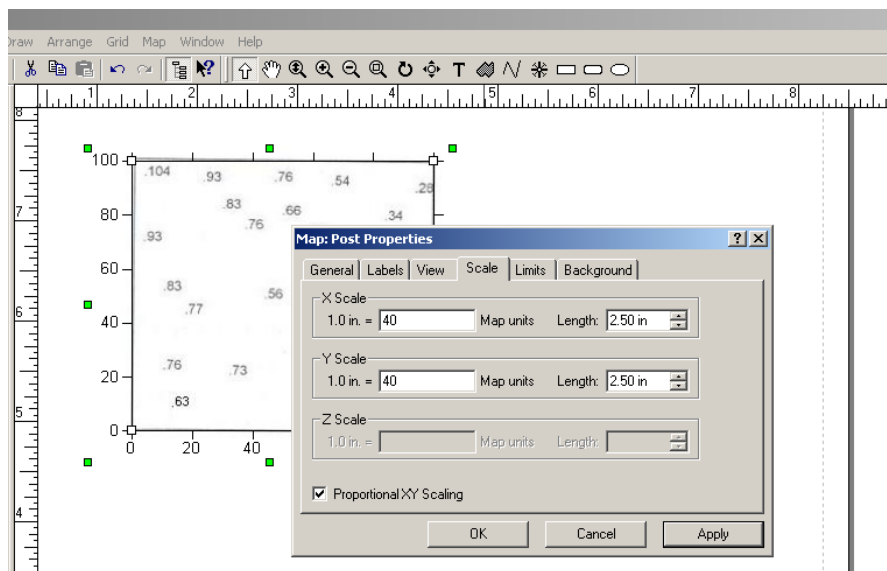 Draw Arrange Grid Map Window Help
T
1 2 3 4 5 6 7 8
8
7
6
5
4
100
80
60
40
20
0
0 20 40
.104 .93 .76 .54 .28
.83 .66 .34
.76
.93
.83 .56
.77
.76 .73
.63
Map: Post Properties
General Labels View Scale Limits Background
X Scale
1.0 in. = 40 Map units Length: 2.50 in
Y Scale
1.0 in. = 40 Map units Length: 2.50 in
Z Scale
1.0 in. = Map units Length:
Proportional XY Scaling
OK Cancel Apply